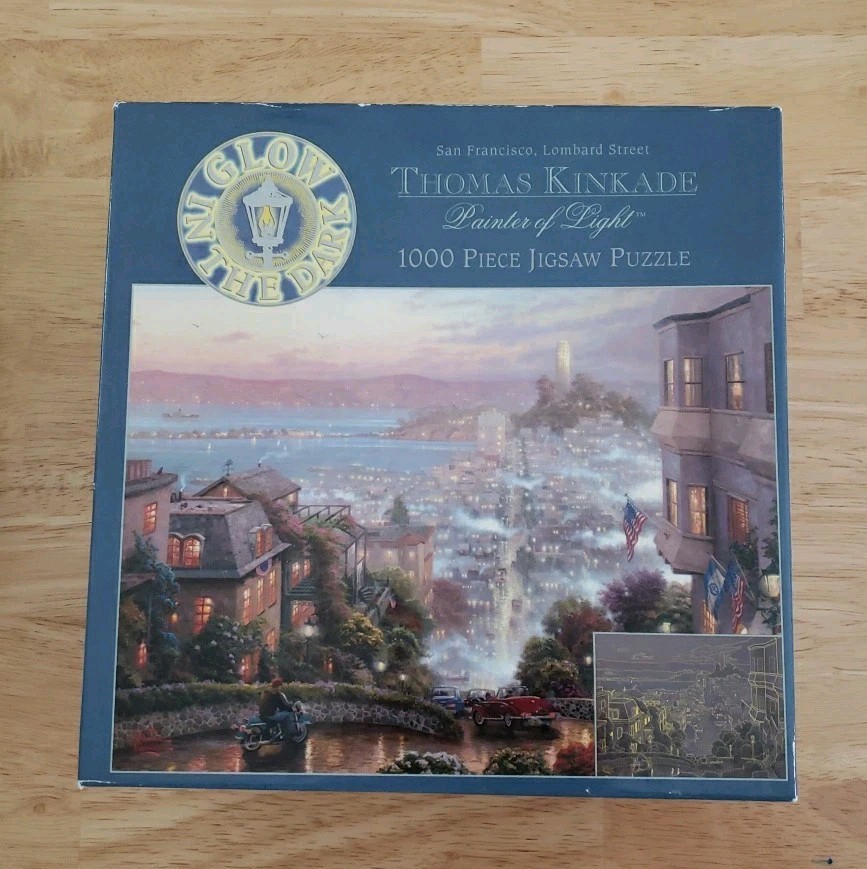 GLOW
IN
THE DARK
San Francisco, Lombard Street
THOMAS KINKADE
Painter of Light™
1000 PIECE JIGSAW PUZZLE